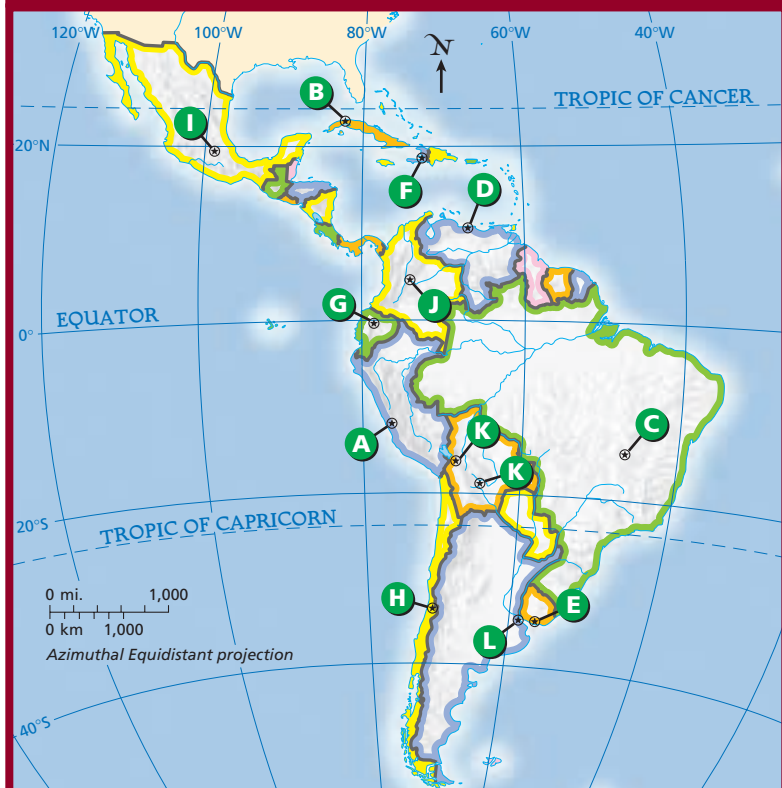 120°W 100°W 80°W 60°W 40°W
N
B
TROPIC OF CANCER
I
20°N
F
D
G
J
EQUATOR
0°
A
K
C
K
20°S
TROPIC OF CAPRICORN
H
E
L
0 mi. 1,000
0 km 1,000
Azimuthal Equidistant projection
40°S